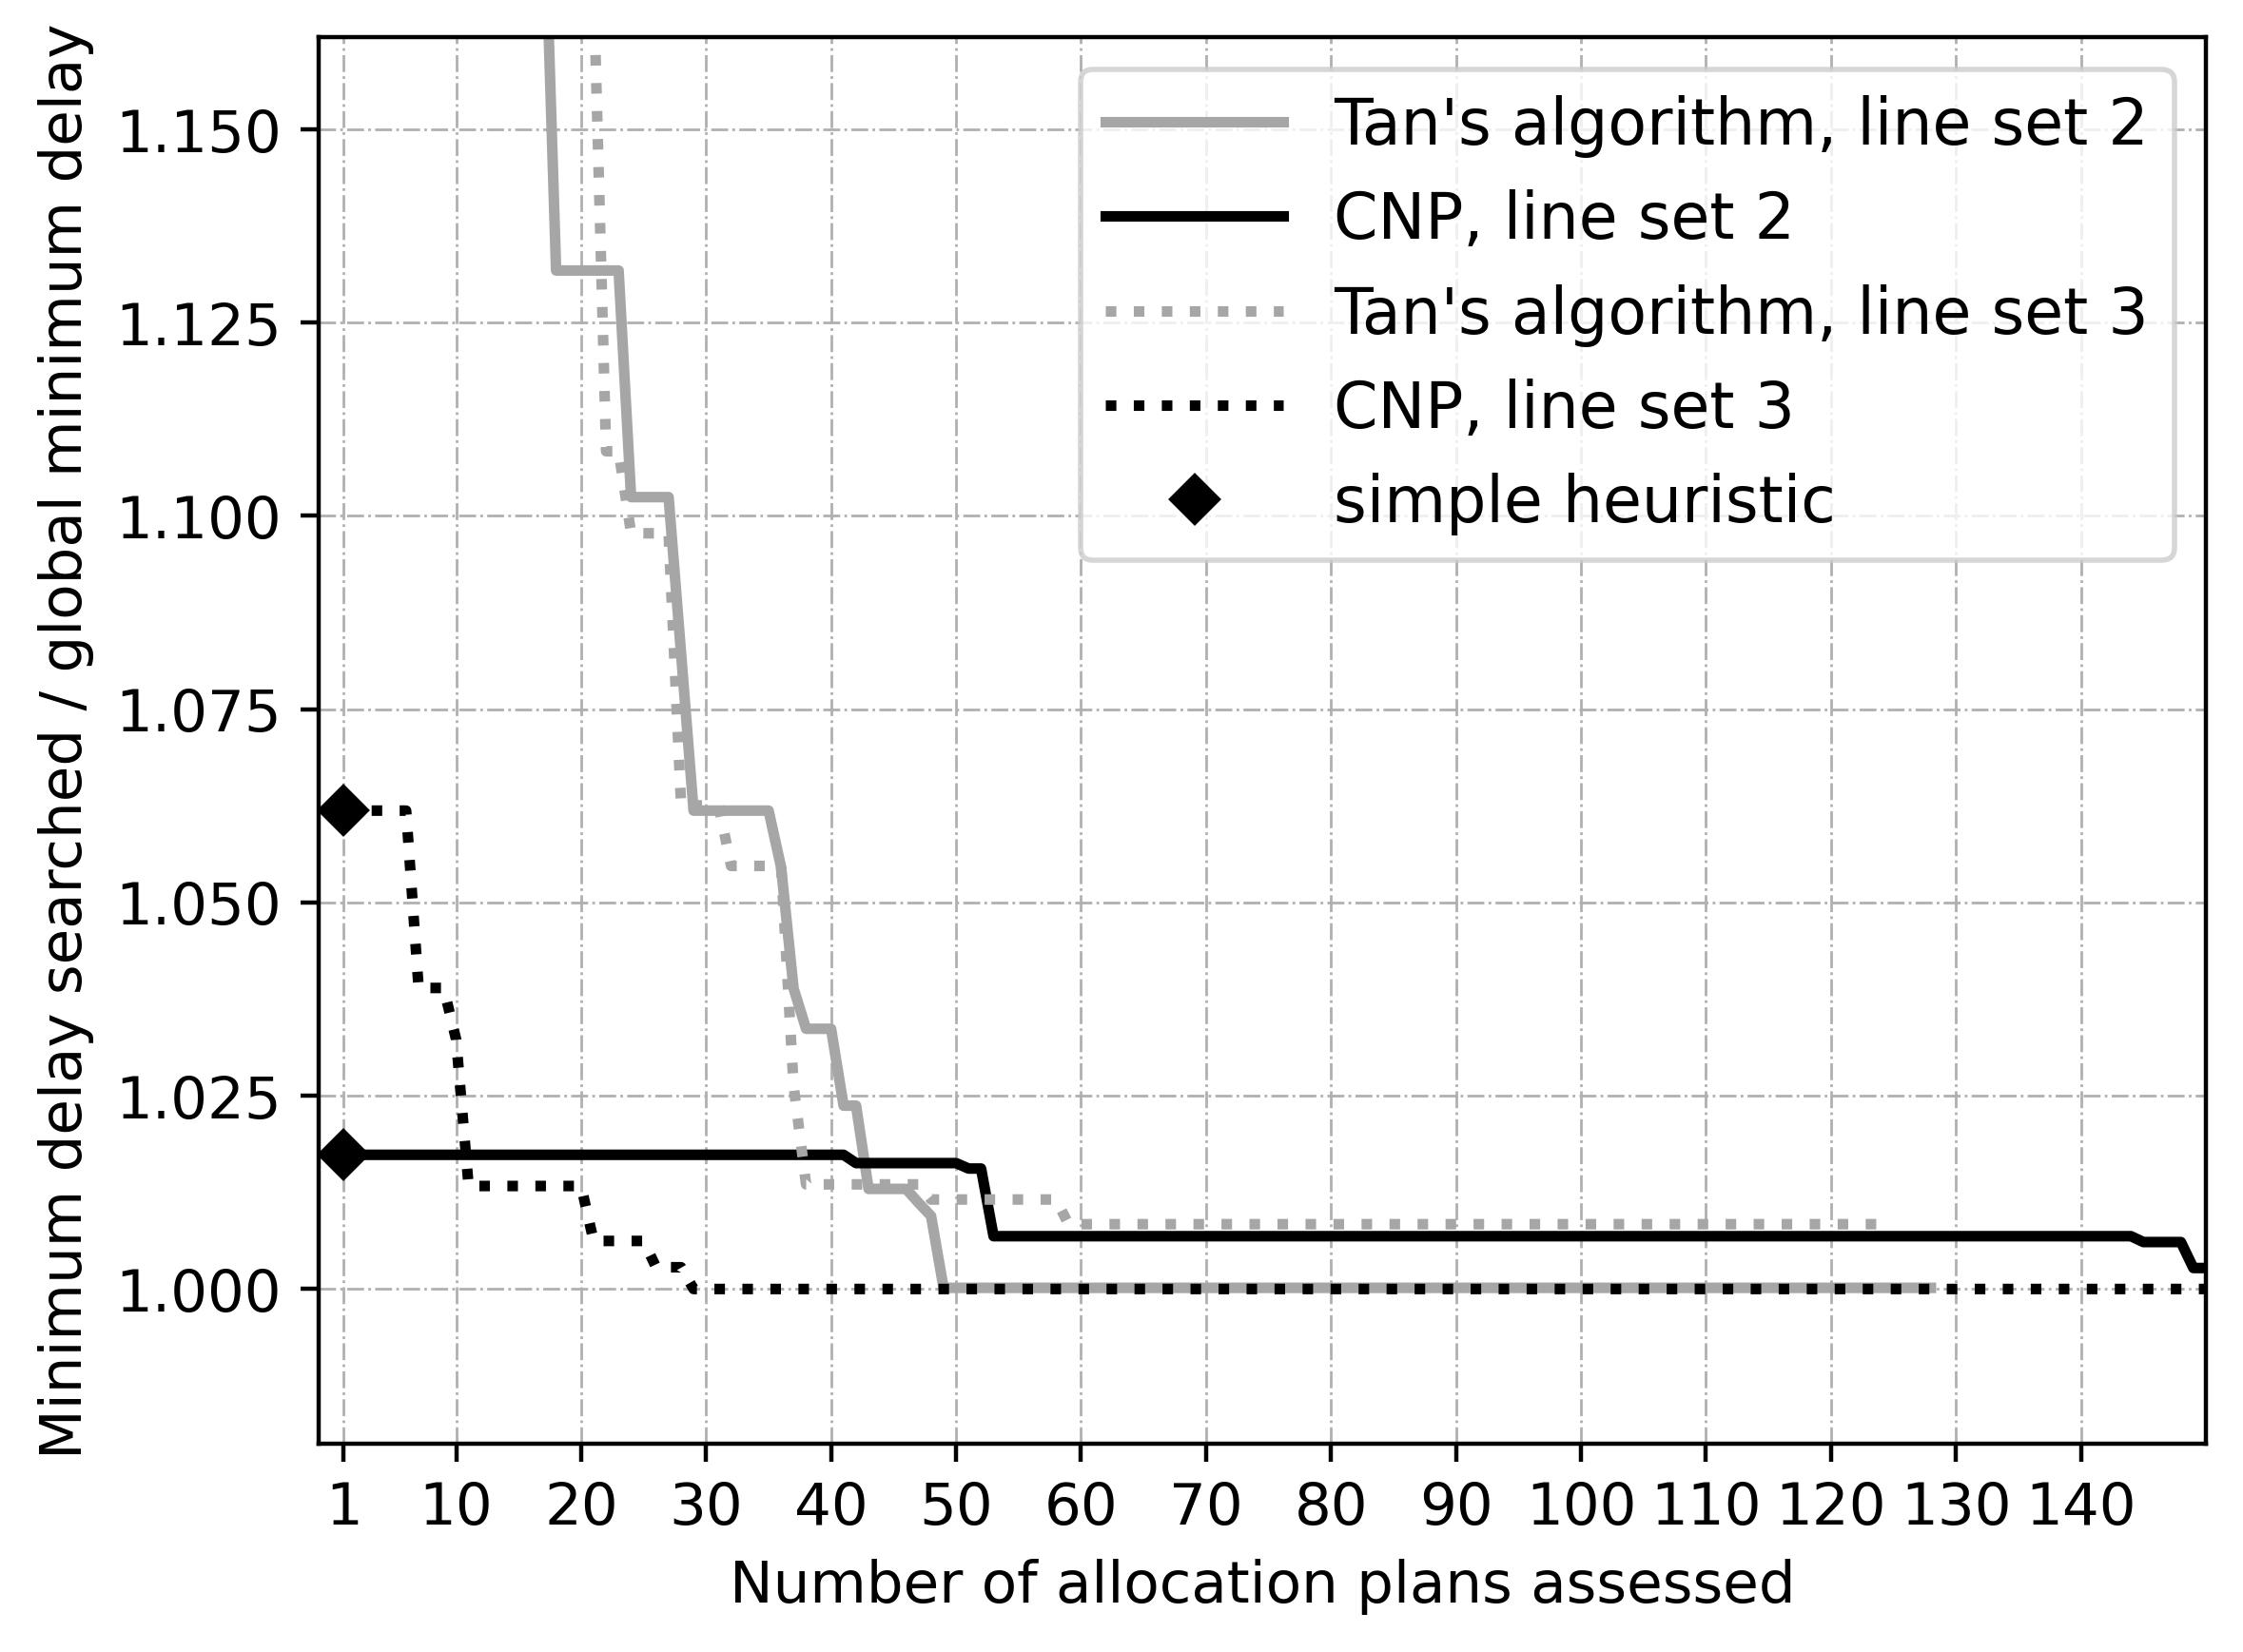 Minimum delay searched / global minimum delay
1.150
1.125
1.100
1.075
1.050
1.025
1.000
Tan's algorithm, line set 2
CNP, line set 2
Tan's algorithm, line set 3
CNP, line set 3
simple heuristic
1 10 20 30 40 50 60 70 80 90 100 110 120 130 140
Number of allocation plans assessed